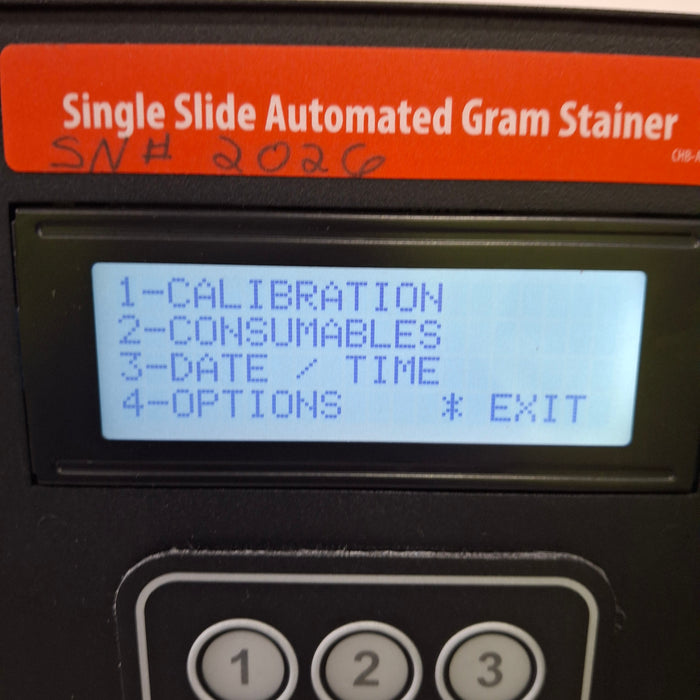 Single Slide Automated Gram Stainer
SN# 2026
CHB-A
1-CALIBRATION
2-CONSUMABLES
3-DATE / TIME
4-OPTIONS * EXIT
1 2 3